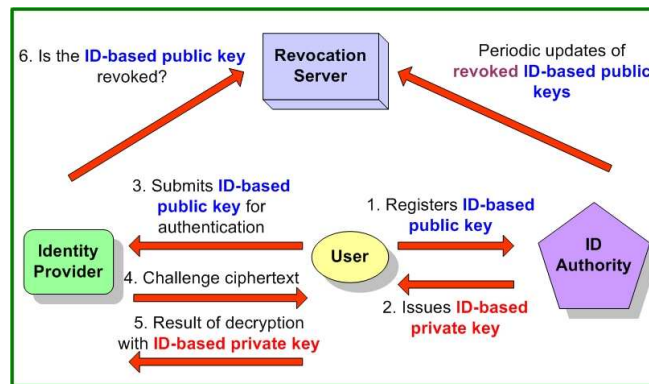 6. Is the ID-based public key
revoked?
Revocation
Server
Periodic updates of
revoked ID-based public
keys
3. Submits ID-based
public key for
authentication
1. Registers ID-based
public key
Identity
Provider
User
ID
Authority
4. Challenge ciphertext
2. Issues ID-based
private key
5. Result of decryption
with ID-based private key